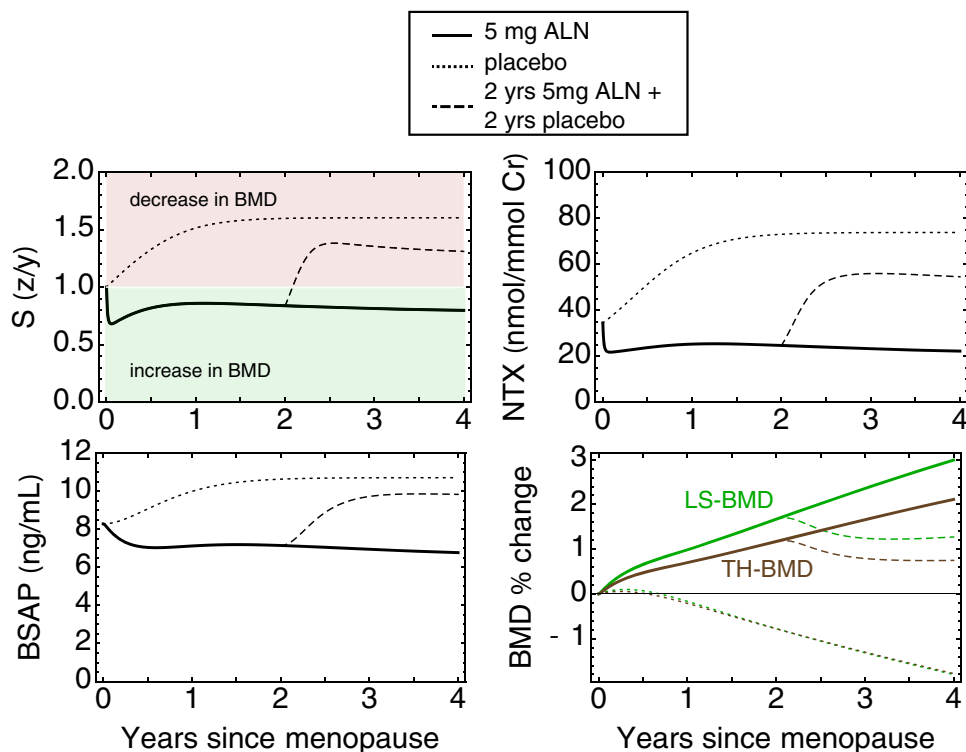 5 mg ALN
placebo
2 yrs 5mg ALN +
2 yrs placebo
S (z/y)
2.0
1.5
1.0
0.5
0.0
decrease in BMD
increase in BMD
0 1 2 3 4
NTX (nmol/mmol Cr)
100
80
60
40
20
0
0 1 2 3 4
BSAP (ng/mL)
12
10
8
6
4
2
0
0 1 2 3 4
Years since menopause
BMD % change
3
2
1
0
- 1
LS-BMD
TH-BMD
0 1 2 3 4
Years since menopause